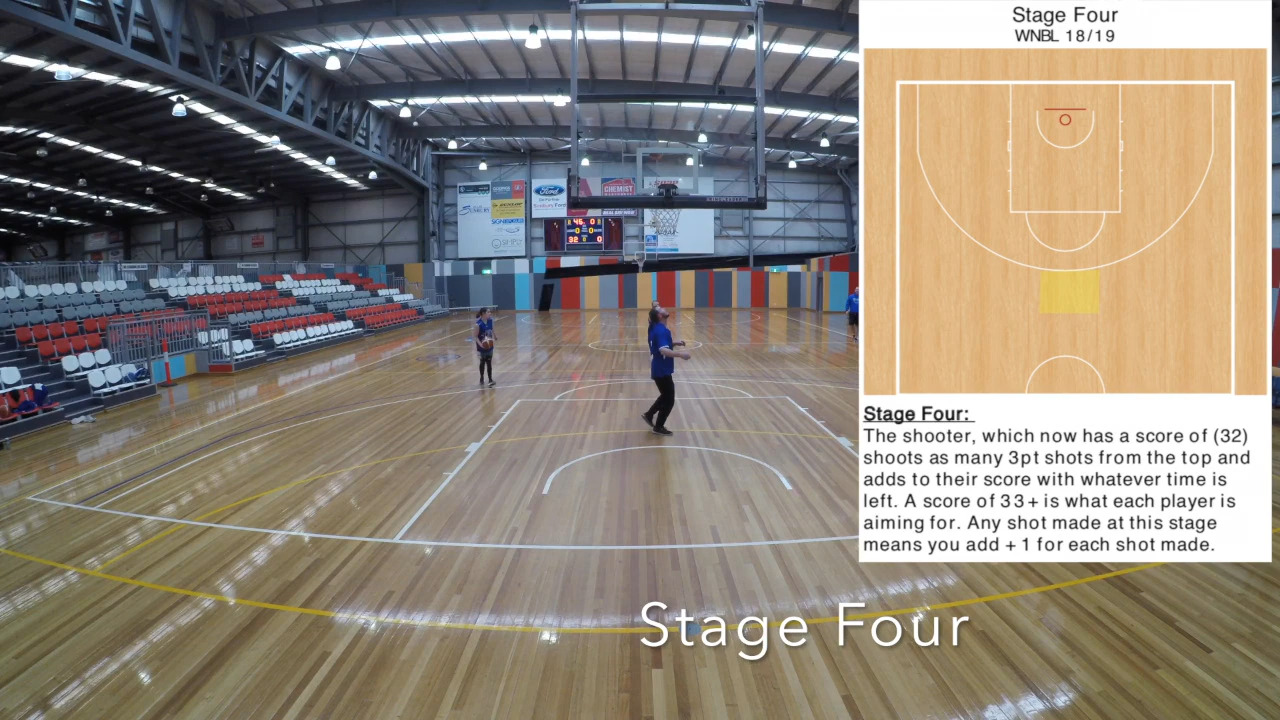 Stage Four
WNBL 18/19
Ford
CHEMIST
Stage Four:
The shooter, which now has a score of (32)
shoots as many 3pt shots from the top and
adds to their score with whatever time is
left. A score of 33+ is what each player is
aiming for. Any shot made at this stage
means you add +1 for each shot made.
Stage Four